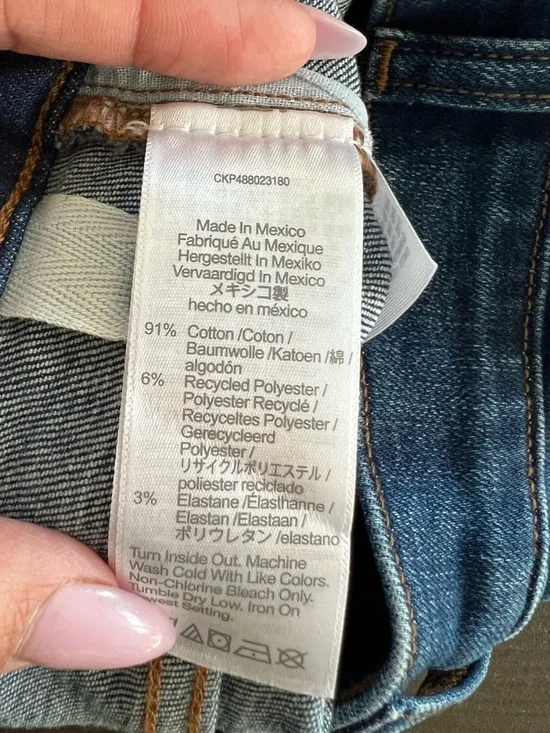 CKP488023180
Made In Mexico
Fabriqué Au Mexique
Hergestellt In Mexiko
Vervaardigd In Mexico
メキシコ製
hecho en méxico
91% Cotton /Coton /
Baumwolle /Katoen /綿 /
algodón
6% Recycled Polyester /
Polyester Recyclé /
Recyceltes Polyester /
Gerecycleerd
Polyester /
リサイクルポリエステル /
poliester reciclado
3% Elastane /Élasthanne /
Elastan /Elastaan /
ポリウレタン /elastano
Turn Inside Out. Machine
Wash Cold With Like Colors.
Non-Chlorine Bleach Only.
Tumble Dry Low. Iron On
Setting.